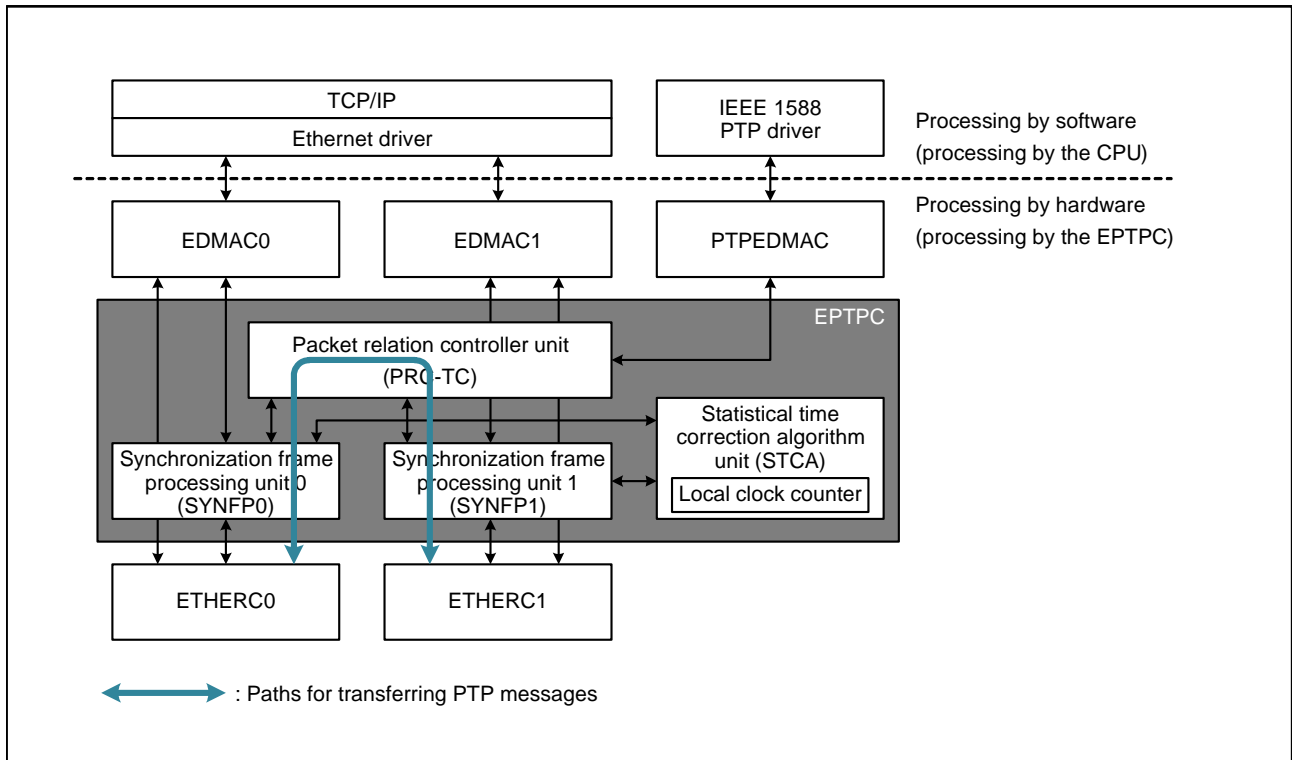 TCP/IP
Ethernet driver
IEEE 1588
PTP driver
Processing by software
(processing by the CPU)
Processing by hardware
(processing by the EPTPC)
EDMAC0
EDMAC1
PTPEDMAC
EPTPC
Packet relation controller unit
(PRC-TC)
Synchronization frame
processing unit 0
(SYNFP0)
Synchronization frame
processing unit 1
(SYNFP1)
Statistical time
correction algorithm
unit (STCA)
Local clock counter
ETHERC0
ETHERC1
: Paths for transferring PTP messages